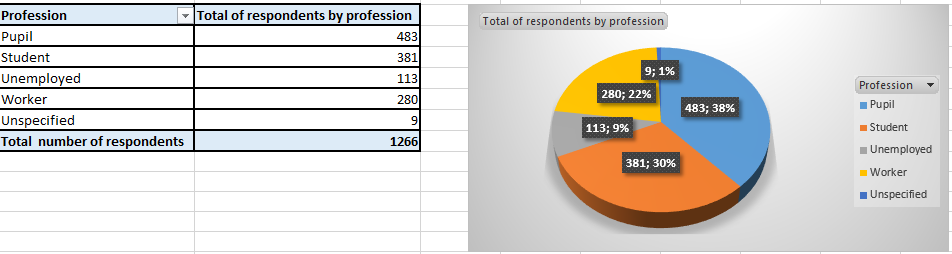 Profession Total of respondents by profession
Pupil 483
Student 381
Unemployed 113
Worker 280
Unspecified 9
Total  number of respondents 1266
Total of respondents by profession
9; 1%
280; 22%
483; 38%
113; 9%
381; 30%
Profession
Pupil
Student
Unemployed
Worker
Unspecified